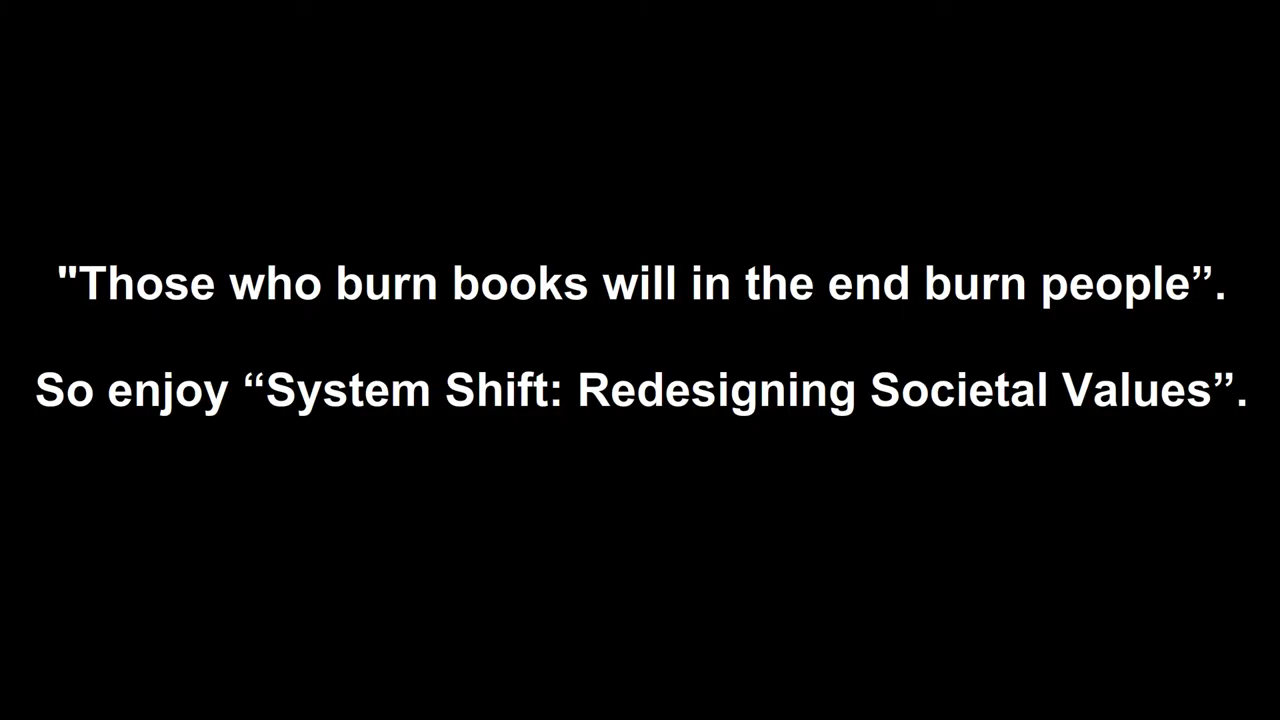 "Those who burn books will in the end burn people”.
So enjoy “System Shift: Redesigning Societal Values”.